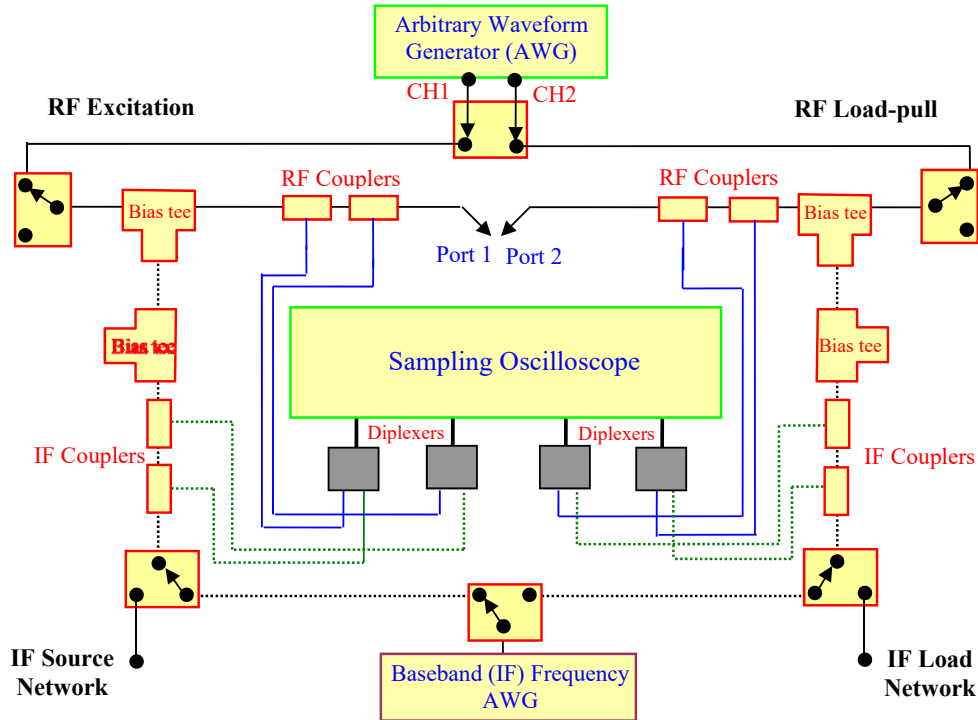 Arbitrary Waveform
Generator (AWG)
CH1
CH2
RF Excitation
RF Load-pull
RF Couplers
RF Couplers
Bias tee
Bias tee
Port 1
Port 2
Bias tee
Bias tee
Sampling Oscilloscope
Diplexers
Diplexers
IF Couplers
IF Couplers
IF Source
Network
Baseband (IF) Frequency
AWG
IF Load
Network